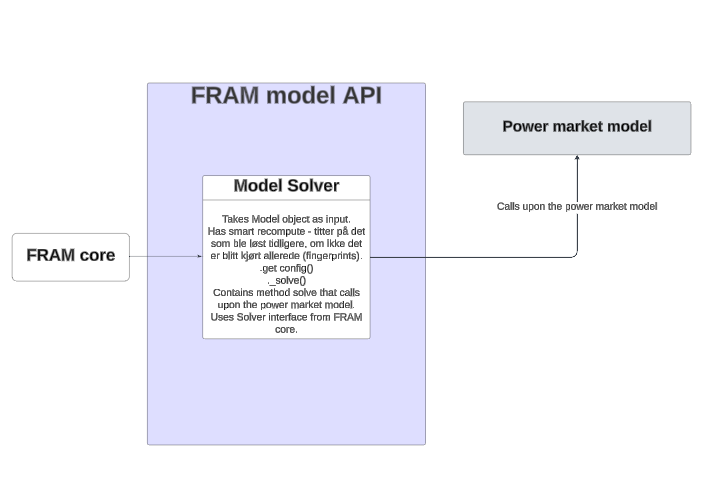 FRAM model API
Power market model
Model Solver
Calls upon the power market model
Takes Model object as input.
Has smart recompute - titter på det
som ble løst tidligere, om ikke det
er blitt kjørt allerede (fingerprints).
.get config()
._solve()
Contains method solve that calls
upon the power market model.
Uses Solver interface from FRAM
core.
FRAM core